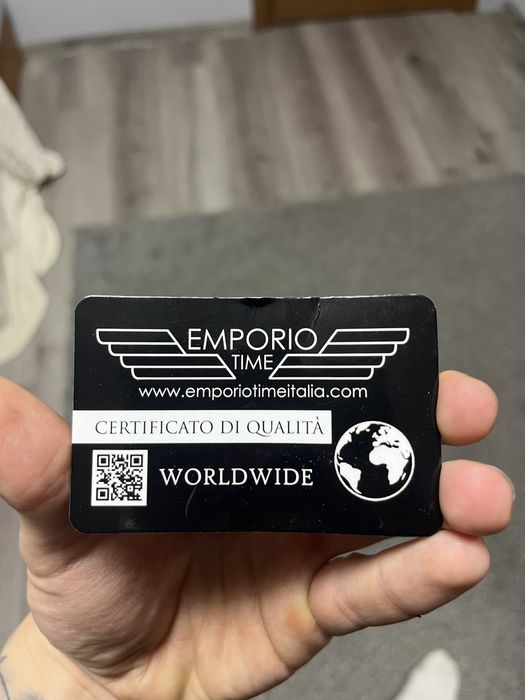 EMPORIO
TIME
www.emporiotimeitalia.com
CERTIFICATO DI QUALITÀ
WORLDWIDE